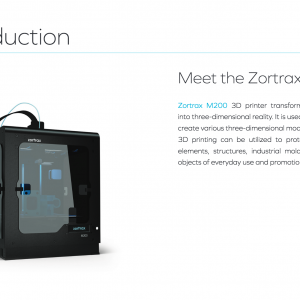 duction
Meet the Zortrax
Zortrax M200 3D printer transform
into three-dimensional reality. It is used
create various three-dimensional mod
3D printing can be utilized to prot
elements, structures, industrial mold
objects of everyday use and promotion
zortrax
zortrax